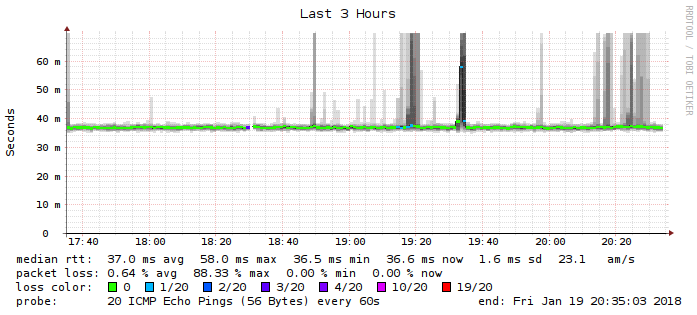 Last 3 Hours
RRDTOOL / TOBI OETIKER
Seconds
60 m
50 m
40 m
30 m
20 m
10 m
0
17:40 18:00 18:20 18:40 19:00 19:20 19:40 20:00 20:20
median rtt: 37.0 ms avg 58.0 ms max 36.5 ms min 36.6 ms now 1.6 ms sd 23.1 am/s
packet loss: 0.64 % avg 88.33 % max 0.00 % min 0.00 % now
loss color: 0 1/20 2/20 3/20 4/20 10/20 19/20
probe: 20 ICMP Echo Pings (56 Bytes) every 60s end: Fri Jan 19 20:35:03 2018